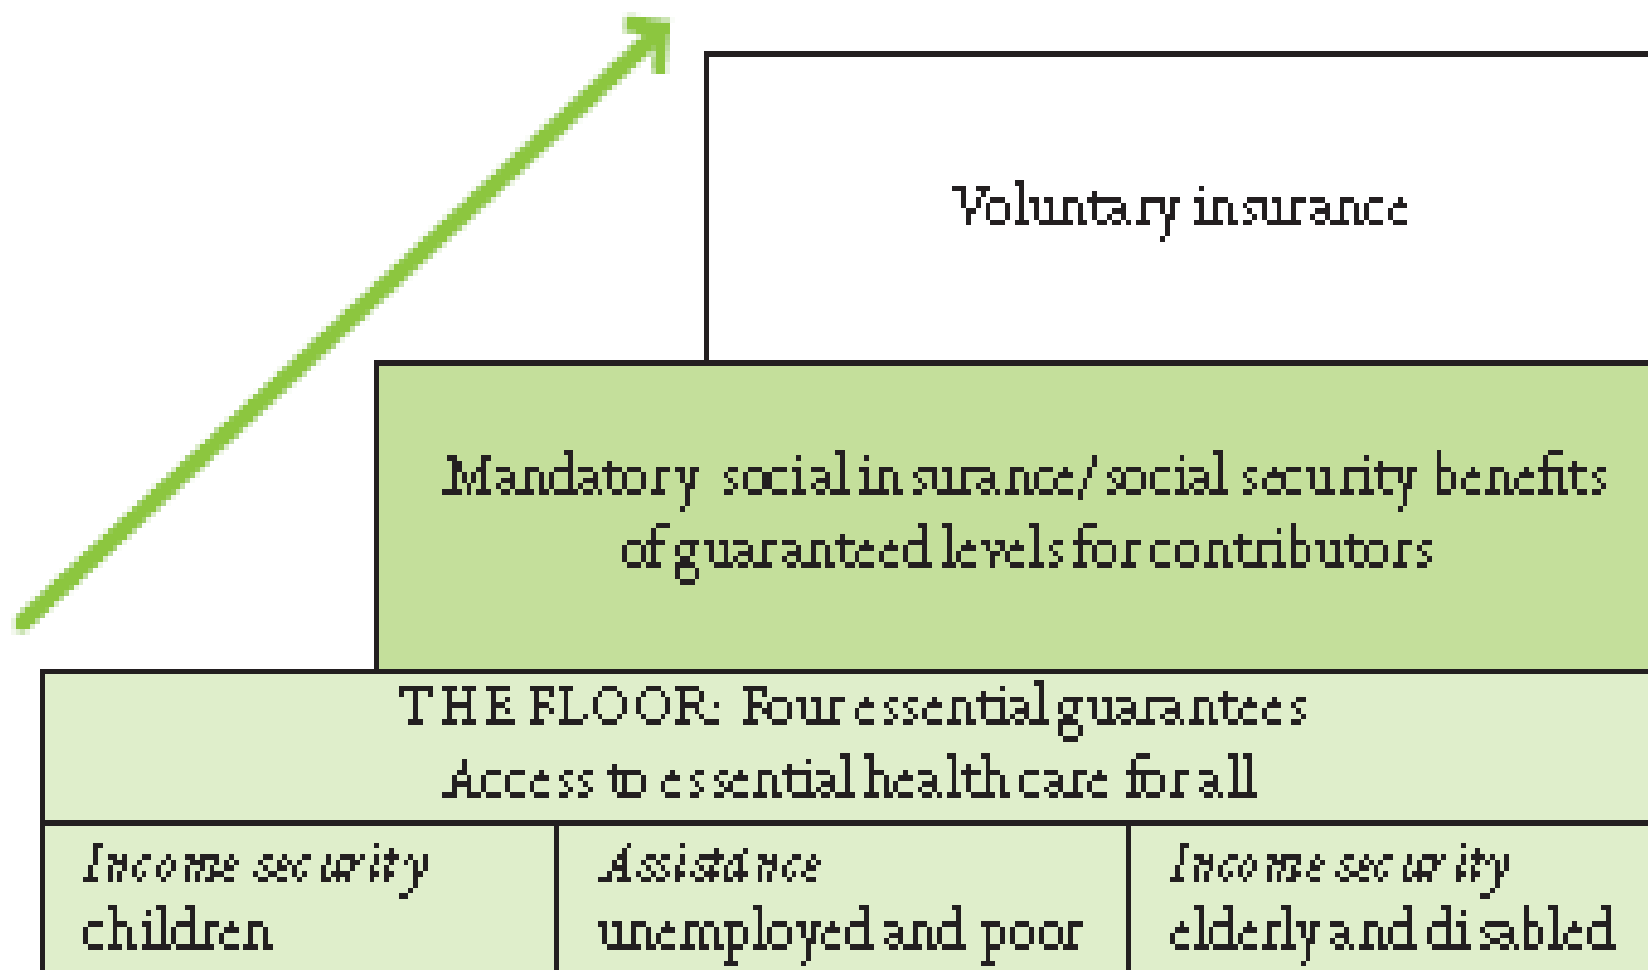 Voluntary insurance
Mandatory social insurance/social security benefits
of guaranteed levels for contributors
THE FLOOR: Four essential guarantees
Access to essential health care for all
Income security
children
Assistance
unemployed and poor
Income security
elderly and disabled